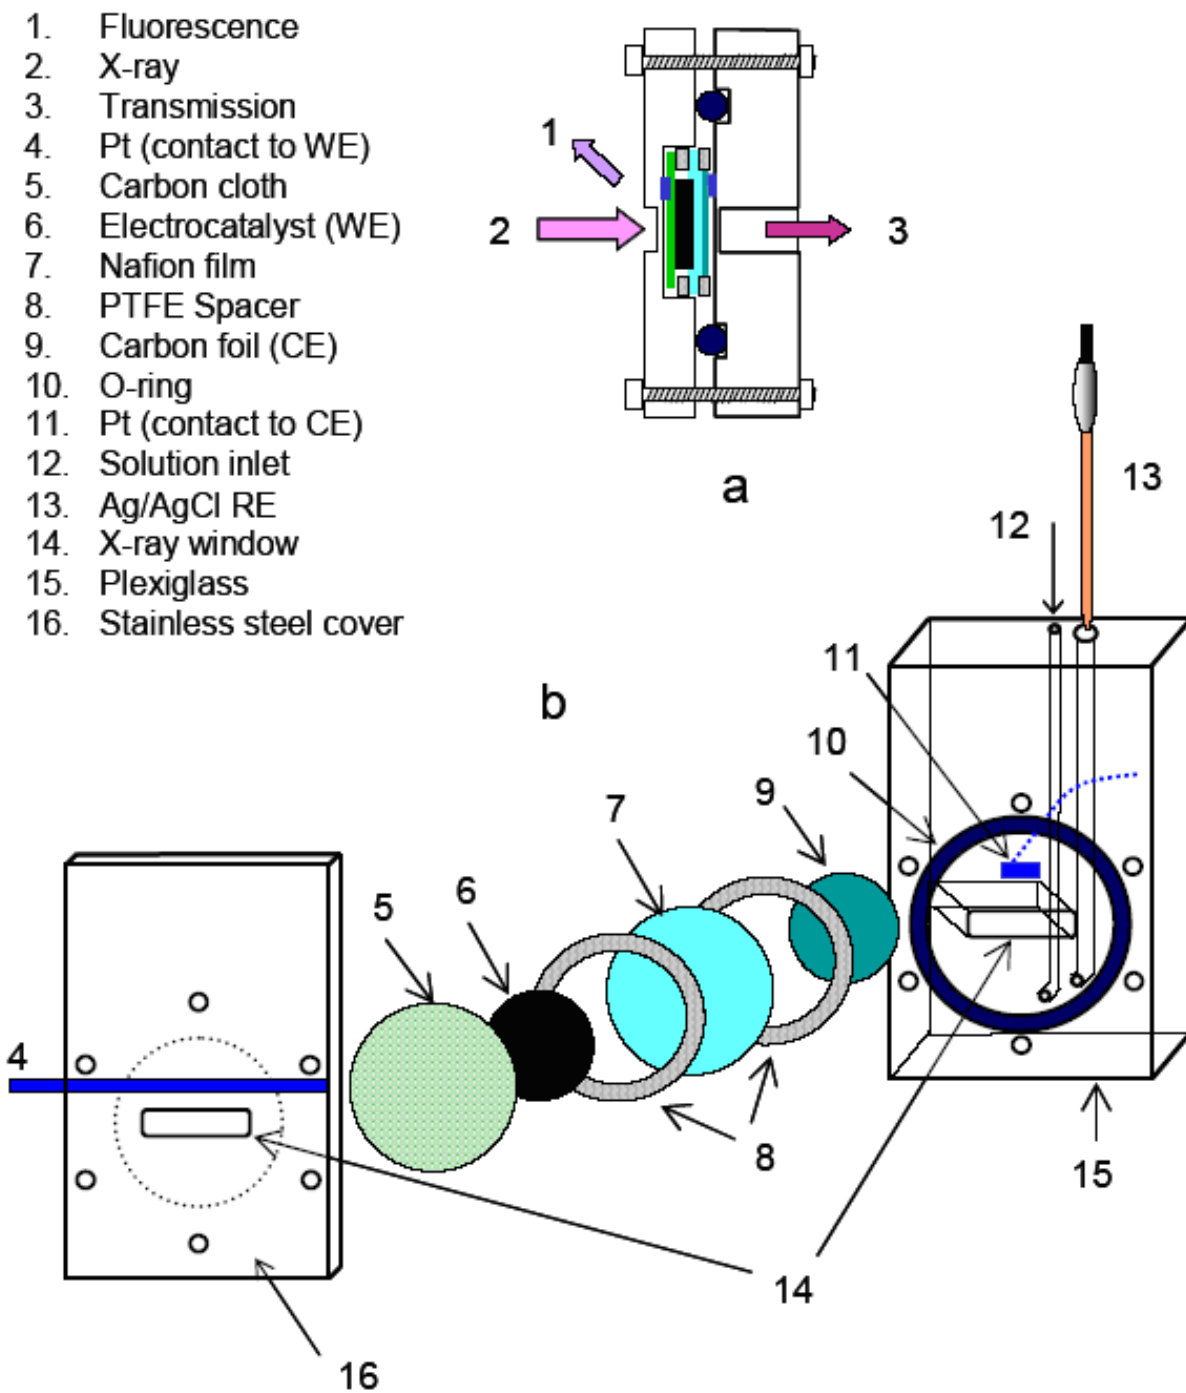 1. Fluorescence
2. X-ray
3. Transmission
4. Pt (contact to WE)
5. Carbon cloth
6. Electrocatalyst (WE)
7. Nafion film
8. PTFE Spacer
9. Carbon foil (CE)
10. O-ring
11. Pt (contact to CE)
12. Solution inlet
13. Ag/AgCl RE
14. X-ray window
15. Plexiglass
16. Stainless steel cover
1
2
3
a
13
12
11
b
10
9
7
6
5
4
8
15
14
16